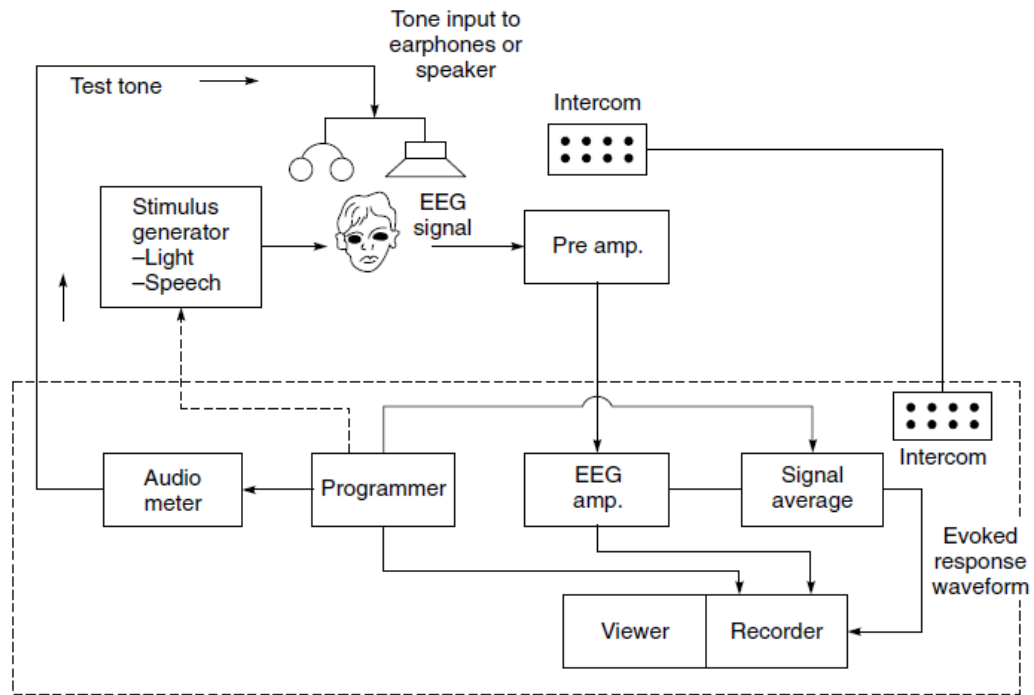 Tone input to
earphones or
speaker
Test tone
Intercom
Stimulus
generator
–Light
–Speech
EEG
signal
Pre amp.
Intercom
Audio
meter
Programmer
EEG
amp.
Signal
average
Evoked
response
waveform
Viewer
Recorder